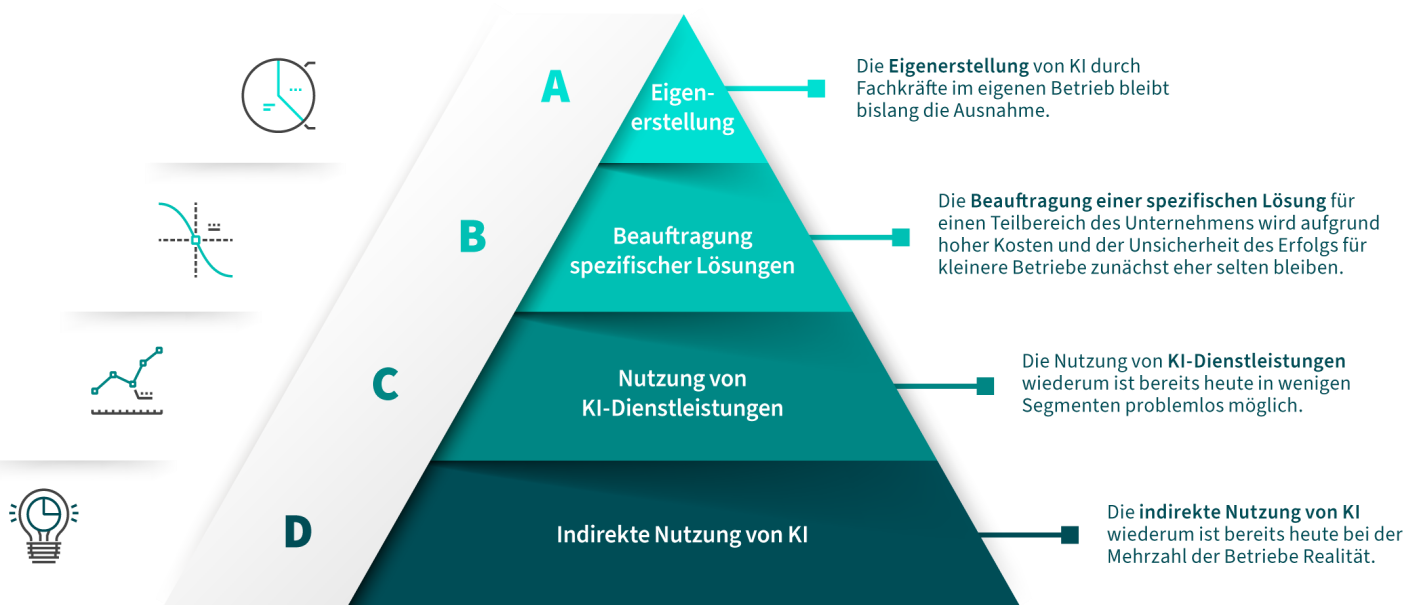 A
Eigen-
erstellung
Die Eigenerstellung von KI durch
Fachkräfte im eigenen Betrieb bleibt
bislang die Ausnahme.
B
Beauftragung
spezifischer Lösungen
Die Beauftragung einer spezifischen Lösung für
einen Teilbereich des Unternehmens wird aufgrund
hoher Kosten und der Unsicherheit des Erfolgs für
kleinere Betriebe zunächst eher selten bleiben.
C
Nutzung von
KI-Dienstleistungen
Die Nutzung von KI-Dienstleistungen
wiederum ist bereits heute in wenigen
Segmenten problemlos möglich.
D
Indirekte Nutzung von KI
Die indirekte Nutzung von KI
wiederum ist bereits heute bei der
Mehrzahl der Betriebe Realität.